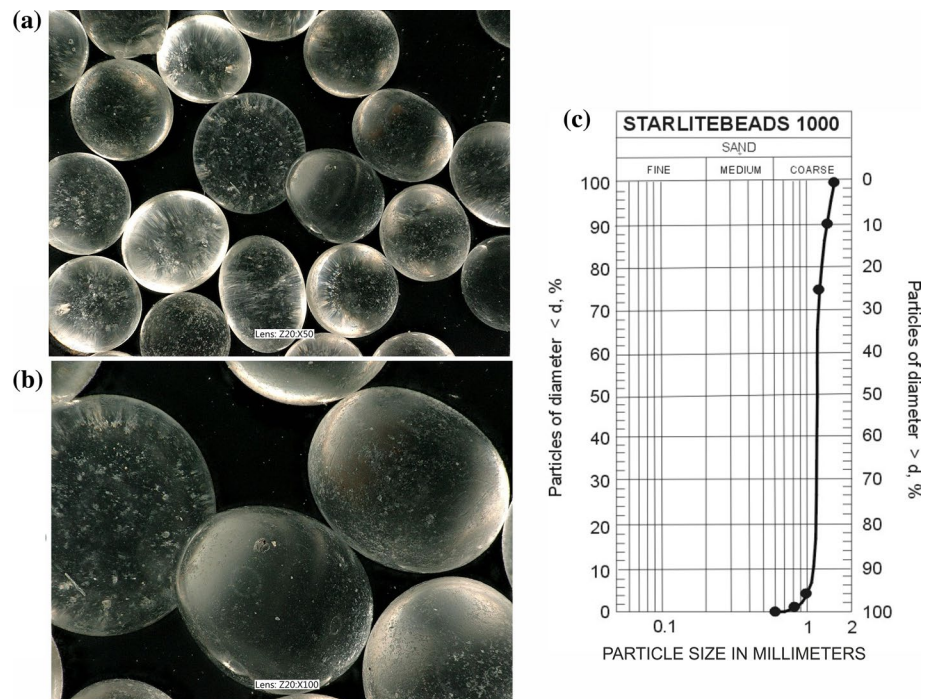 (a)
Lens: Z20:X50
(b)
Lens: Z20:X100
(c)
STARLITEBEADS 1000
SAND
FINE MEDIUM COARSE
Particles of diameter < d, %
100
90
80
70
60
50
40
30
20
10
0
0
10
20
30
40
50
60
70
80
90
100
Particles of diameter > d, %
0.1 1 2
PARTICLE SIZE IN MILLIMETERS